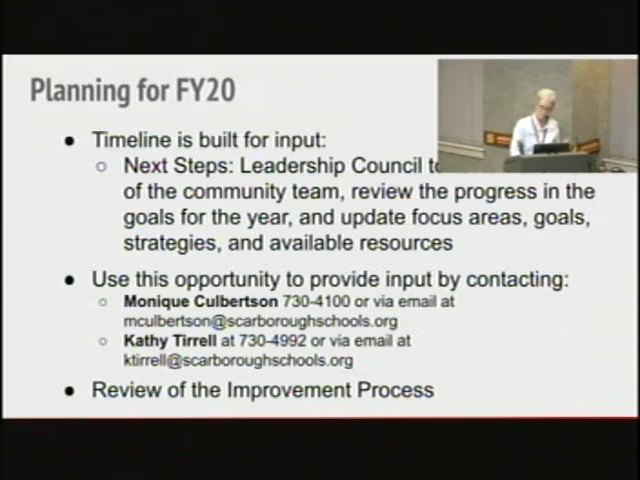 Planning for FY20
● Timeline is built for input:
○ Next Steps: Leadership Council to
of the community team, review the progress in the
goals for the year, and update focus areas, goals,
strategies, and available resources
● Use this opportunity to provide input by contacting:
○ Monique Culbertson 730-4100 or via email at
mculbertson@scarboroughschools.org
○ Kathy Tirrell at 730-4992 or via email at
ktirrell@scarboroughschools.org
● Review of the Improvement Process